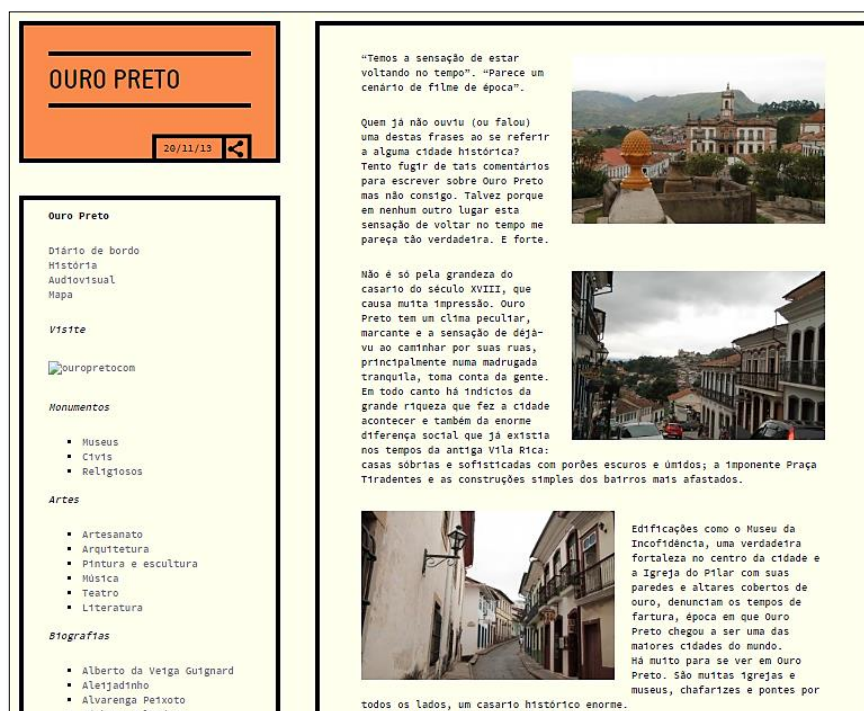 OURO PRETO
20/11/13
Ouro Preto
Diário de bordo
História
Audiovisual
Mapa
Visite
ouropretocom
Monumentos
Museus
Civis
Religiosos
Artes
Artesanato
Arquitetura
Pintura e escultura
Música
Teatro
Literatura
Biografias
Alberto da Veiga Guignard
Aleijadinho
Alvarenga Peixoto
“Temos a sensação de estar
voltando no tempo”. “Parece um
cenário de filme de época”.
Quem já não ouviu (ou falou)
uma destas frases ao se referir
a alguma cidade histórica?
Tento fugir de tais comentários
para escrever sobre Ouro Preto
mas não consigo. Talvez porque
em nenhum outro lugar esta
sensação de voltar no tempo me
pareça tão verdadeira. E forte.
Não é só pela grandeza do
casario do século XVIII, que
causa muita impressão. Ouro
Preto tem um clima peculiar,
marcante e a sensação de déjà-
vu ao caminhar por suas ruas,
principalmente numa madrugada
tranquila, toma conta da gente.
Em todo canto há indícios da
grande riqueza que fez a cidade
acontecer e também da enorme
diferença social que já existia
nos tempos da antiga Vila Rica:
casas sóbrias e sofisticadas com porões escuros e úmidos; a imponente Praça
Tiradentes e as construções simples dos bairros mais afastados.
Edificações como o Museu da
Incofidência, uma verdadeira
fortaleza no centro da cidade e
a Igreja do Pilar com suas
paredes e altares cobertos de
ouro, denunciam os tempos de
fartura, época em que Ouro
Preto chegou a ser uma das
maiores cidades do mundo.
Há muito para se ver em Ouro
Preto. São muitas igrejas e
museus, chafarizes e pontes por
todos os lados, um casario histórico enorme.